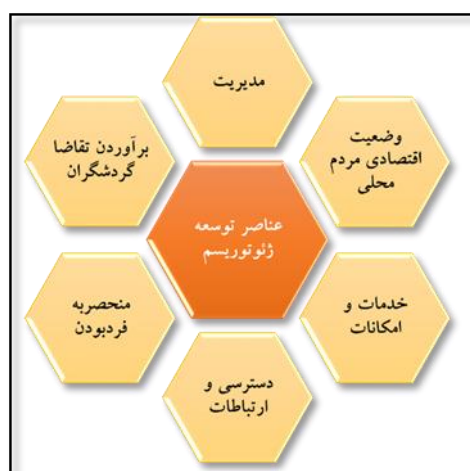 مدیریت
وضعیت
اقتصادی مردم
محلی
خدمات و
امکانات
دسترسی و
ارتباطات
منحصربه
فردبودن
برآوردن تقاضا
گردشگران
عناصر توسعه
ژئوتوریسم